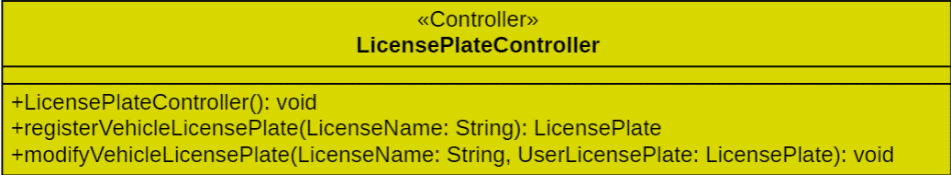 «Controller»
LicensePlateController
+LicensePlateController(): void
+registerVehicleLicensePlate(LicenseName: String): LicensePlate
+modifyVehicleLicensePlate(LicenseName: String, UserLicensePlate: LicensePlate): void